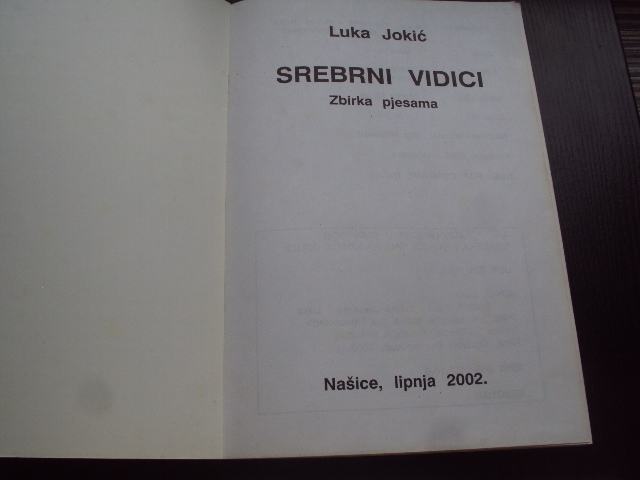 Luka Jokić
SREBRNI VIDICI
Zbirka pjesama
Našice, lipnja 2002.